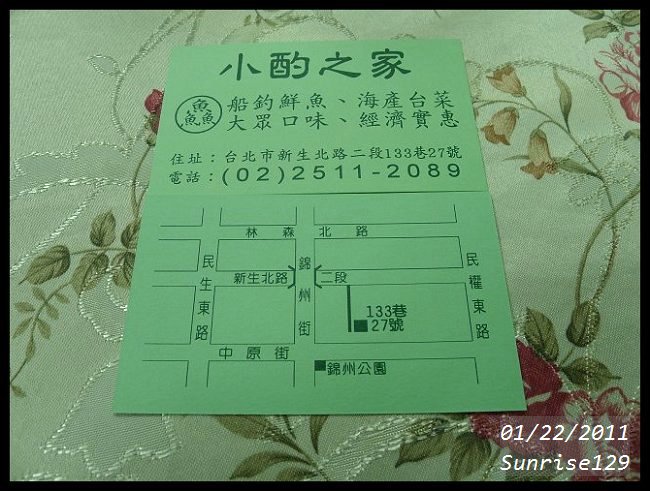 小酌之家
鱻 船釣鮮魚、海產台菜
大眾口味、經濟實惠
住址：台北市新生北路二段133巷27號
電話：(02)2511-2089
林森北路
民生東路
新生北路
錦州街
二段
民權東路
133巷
27號
中原街
錦州公園
01/22/2011
Sunrise129